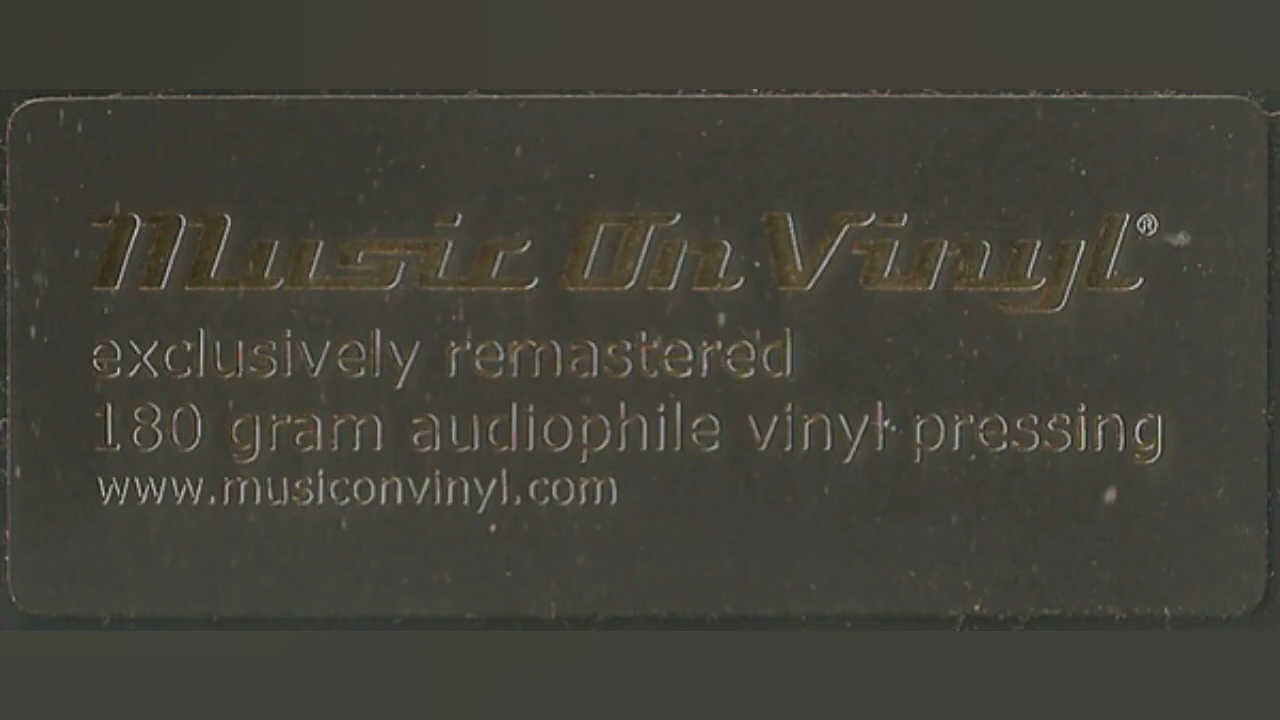 Music On Vinyl®
exclusively remastered
180 gram audiophile vinyl pressing
www.musiconvinyl.com